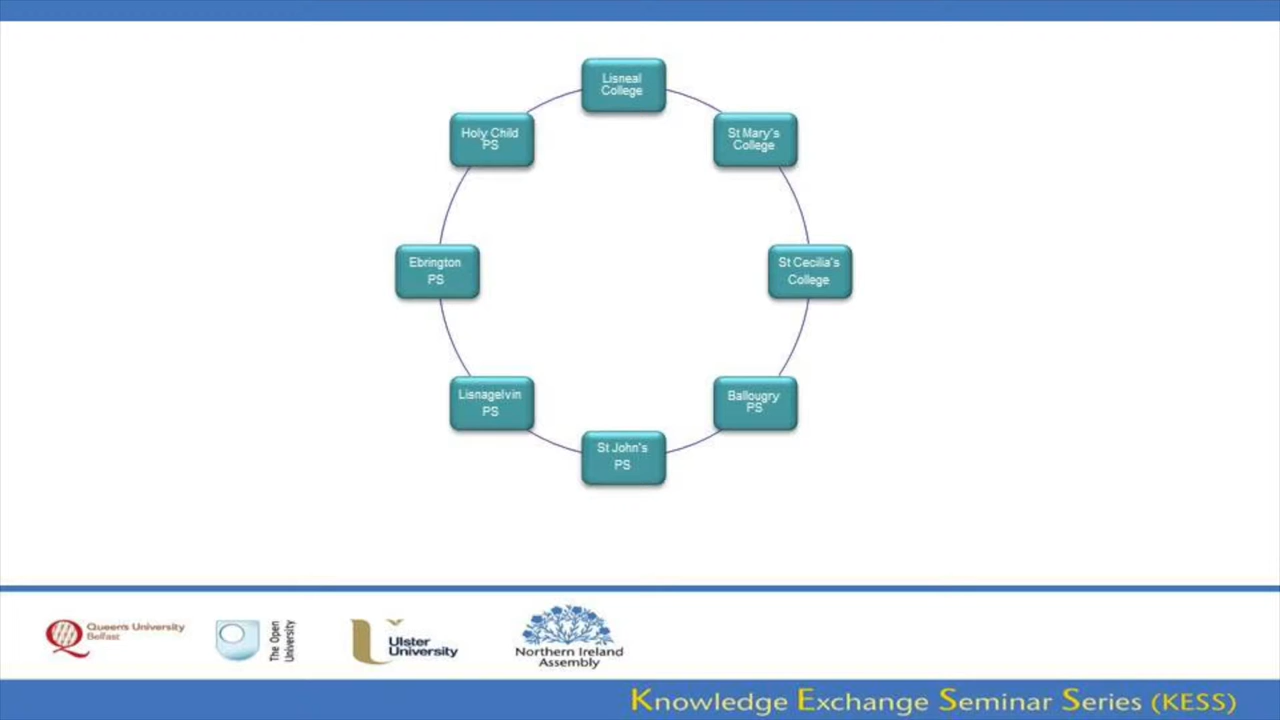 Lisneal
College
St Mary's
College
St Cecilia's
College
Ballougry
PS
St John's
PS
Lisnagelvin
PS
Ebrington
PS
Holy Child
PS
Queen's University
Belfast
The Open
University
Ulster
University
Northern Ireland
Assembly
Knowledge Exchange Seminar Series (KESS)